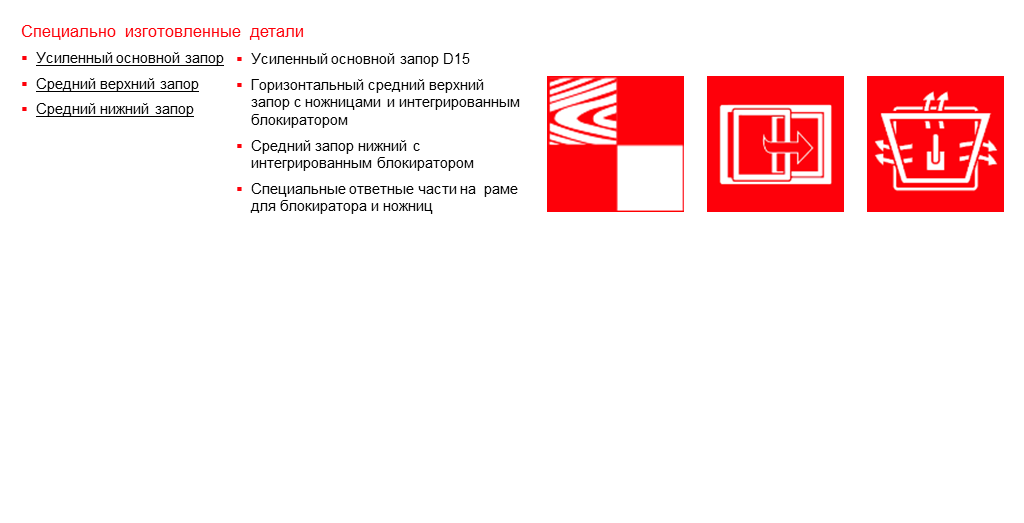 Специально изготовленные детали
Усиленный основной запор
Средний верхний запор
Средний нижний запор
Усиленный основной запор D15
Горизонтальный средний верхний
запор с ножницами и интегрированным
блокиратором
Средний запор нижний с
интегрированным блокиратором
Специальные ответные части на раме
для блокиратора и ножниц